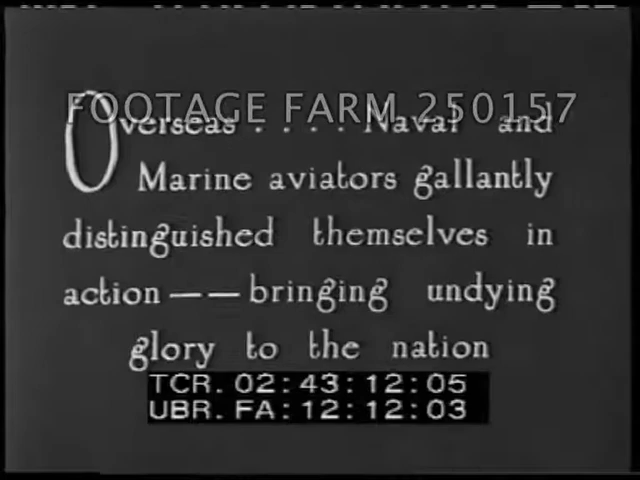 FOOTAGE FARM 250157
Overseas . . . . Naval and
Marine aviators gallantly
distinguished themselves in
action — — bringing undying
glory to the nation
TCR. 02:43:12:05
UBR. FA:12:12:03